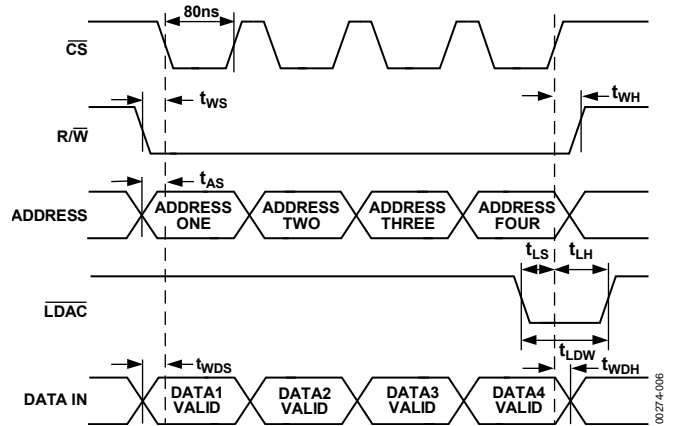 80ns
CS
tWS
tWH
R/W
tAS
ADDRESS
ADDRESS ONE
ADDRESS TWO
ADDRESS THREE
ADDRESS FOUR
tLS
tLH
LDAC
tLDW
tWDS
tWDH
DATA IN
DATA1 VALID
DATA2 VALID
DATA3 VALID
DATA4 VALID
00274-006